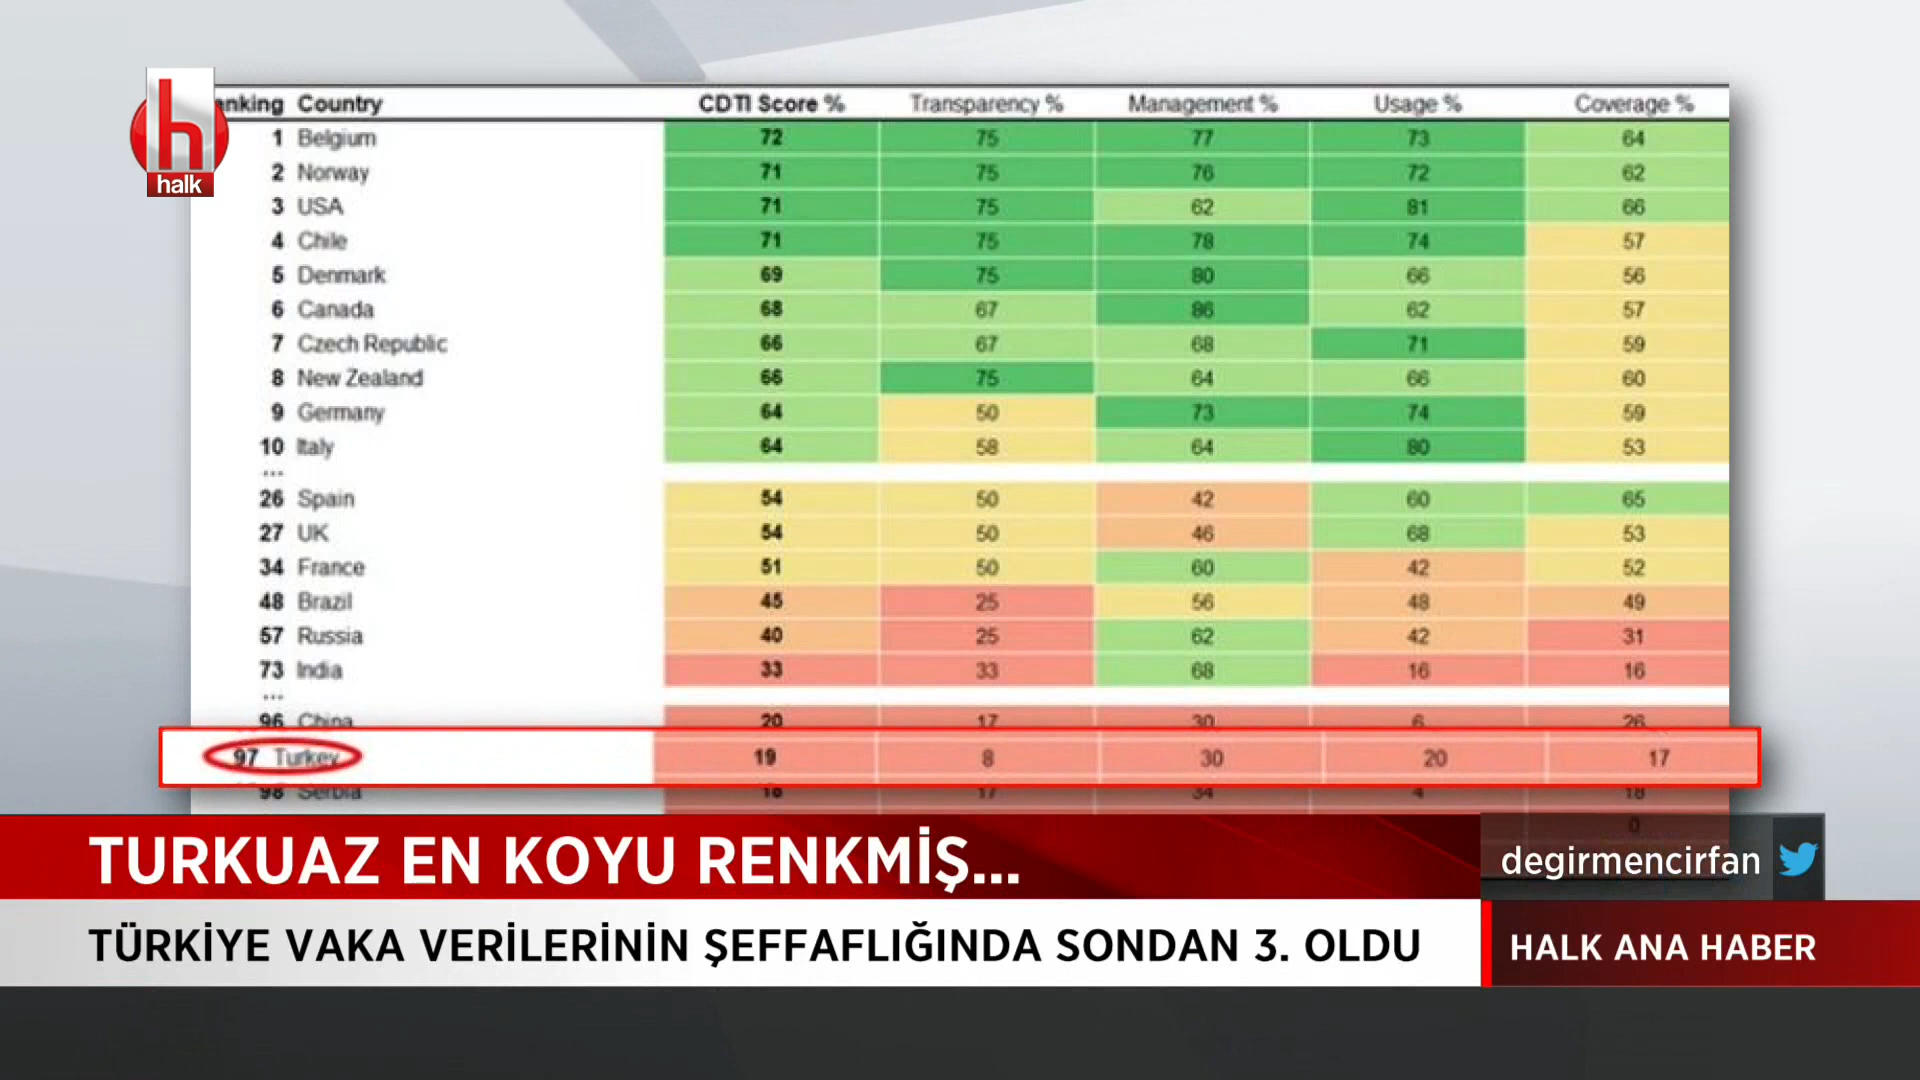 anking Country CDTI Score % Transparency % Management % Usage % Coverage %
1 Belgium 72 75 77 73 64
2 Norway 71 75 76 72 62
3 USA 71 75 62 81 66
4 Chile 71 75 78 74 57
5 Denmark 69 75 80 66 56
6 Canada 68 67 86 62 57
7 Czech Republic 66 67 68 71 59
8 New Zealand 66 75 64 66 60
9 Germany 64 50 73 74 59
10 Italy 64 58 64 80 53
...
26 Spain 54 50 42 60 65
27 UK 54 50 46 68 53
34 France 51 50 60 42 52
48 Brazil 45 25 56 48 49
57 Russia 40 25 62 42 31
73 India 33 33 68 16 16
...
96 China 20 17 30 6 26
97 Turkey 19 8 30 20 17
98 Serbia 17 34 4 18
0
h
halk
TURKUAZ EN KOYU RENKMİŞ...
degirmencirfan
TÜRKİYE VAKA VERİLERİNİN ŞEFFAFLIĞINDA SONDAN 3. OLDU
HALK ANA HABER